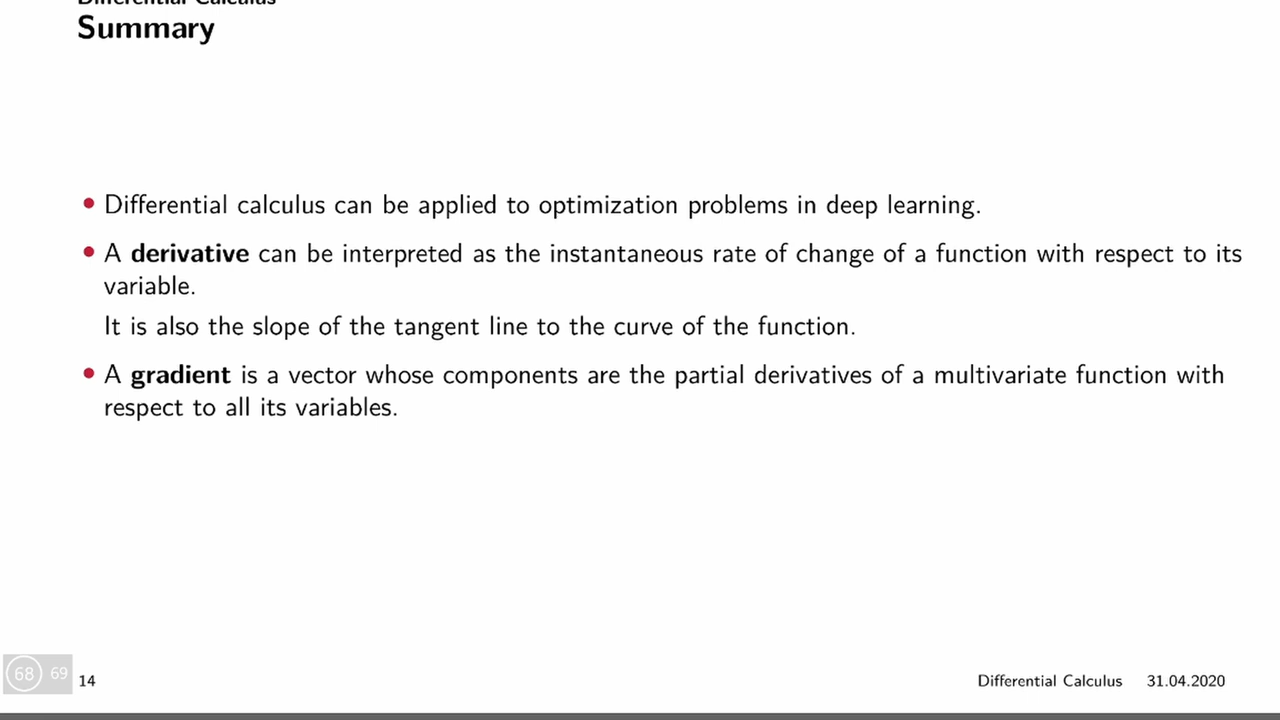 Differential Calculus
Summary
• Differential calculus can be applied to optimization problems in deep learning.
• A derivative can be interpreted as the instantaneous rate of change of a function with respect to its
variable.
It is also the slope of the tangent line to the curve of the function.
• A gradient is a vector whose components are the partial derivatives of a multivariate function with
respect to all its variables.
68 69
14
Differential Calculus 31.04.2020